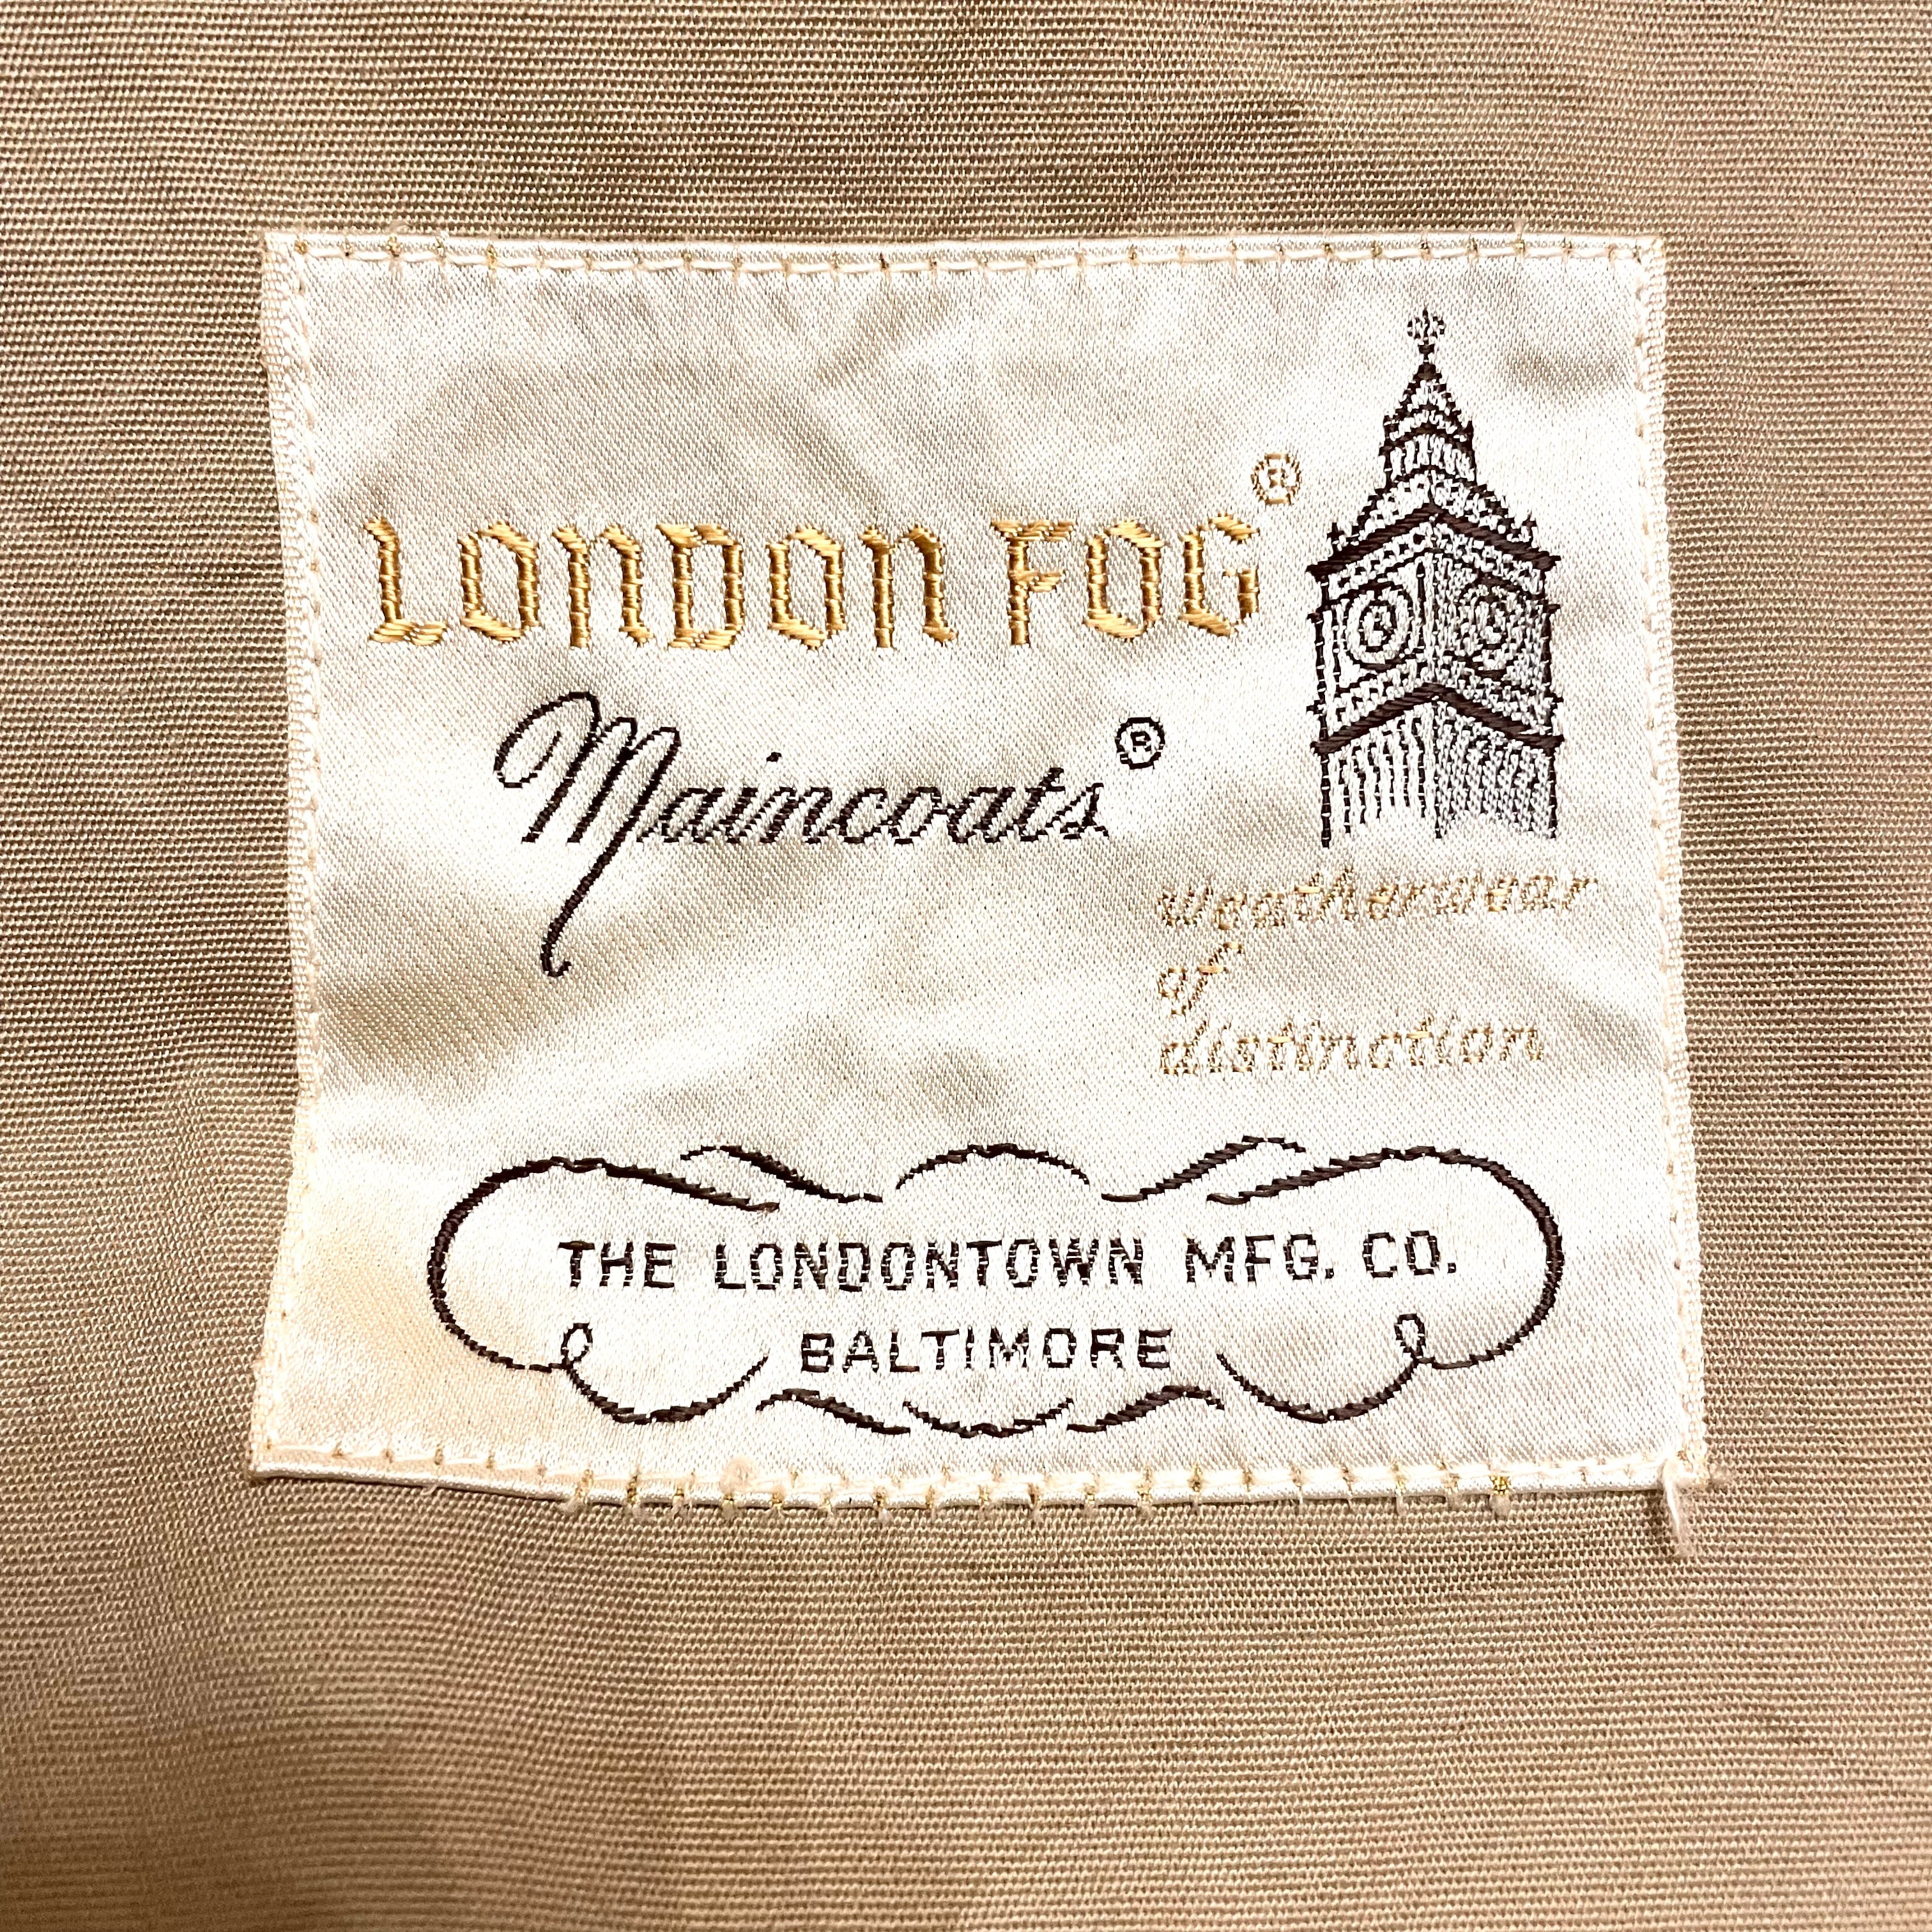 LONDON FOG®
Maincoats®
weatherwear
of
distinction
THE LONDONTOWN MFG. CO.
BALTIMORE